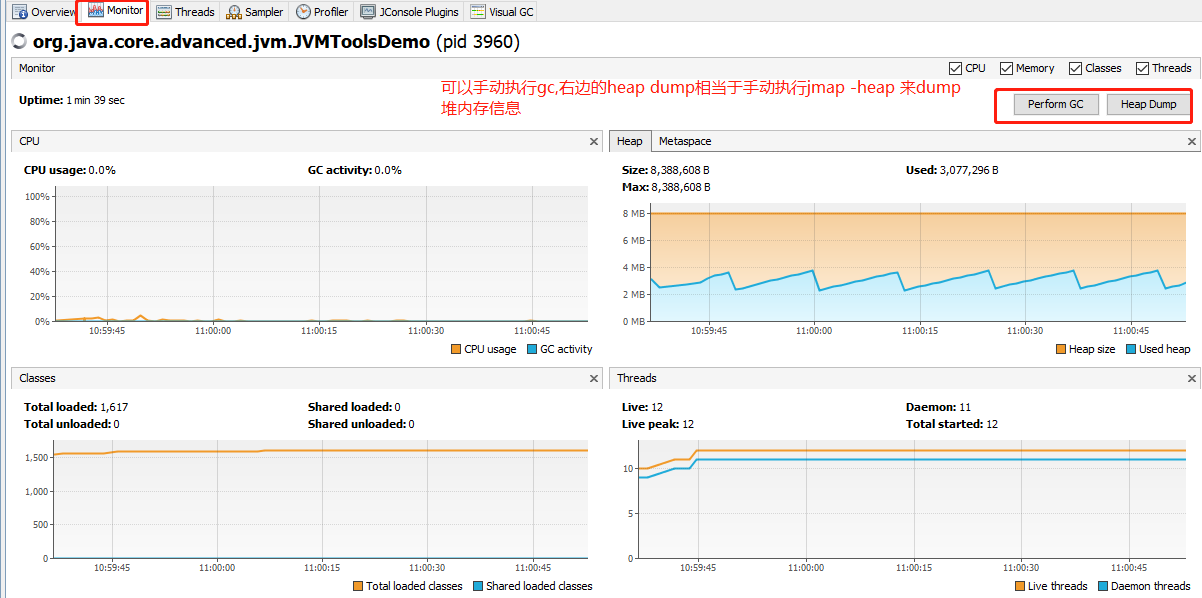 Overview Monitor Threads Sampler Profiler JConsole Plugins Visual GC
org.java.core.advanced.jvm.JVMToolsDemo (pid 3960)
Monitor CPU Memory Classes Threads
Uptime: 1 min 39 sec
可以手动执行gc,右边的heap dump相当于手动执行jmap -heap 来dump
堆内存信息
Perform GC Heap Dump
CPU
CPU usage: 0.0% GC activity: 0.0%
100%
80%
60%
40%
20%
0%
10:59:45 11:00:00 11:00:15 11:00:30 11:00:45
CPU usage GC activity
Heap Metaspace
Size: 8,388,608 B Used: 3,077,296 B
Max: 8,388,608 B
8 MB
6 MB
4 MB
2 MB
0 MB
10:59:45 11:00:00 11:00:15 11:00:30 11:00:45
Heap size Used heap
Classes
Total loaded: 1,617 Shared loaded: 0
Total unloaded: 0 Shared unloaded: 0
1,500
1,000
500
0
10:59:45 11:00:00 11:00:15 11:00:30 11:00:45
Total loaded classes Shared loaded classes
Threads
Live: 12 Daemon: 11
Live peak: 12 Total started: 12
10
5
0
10:59:45 11:00:00 11:00:15 11:00:30 11:00:45
Live threads Daemon threads